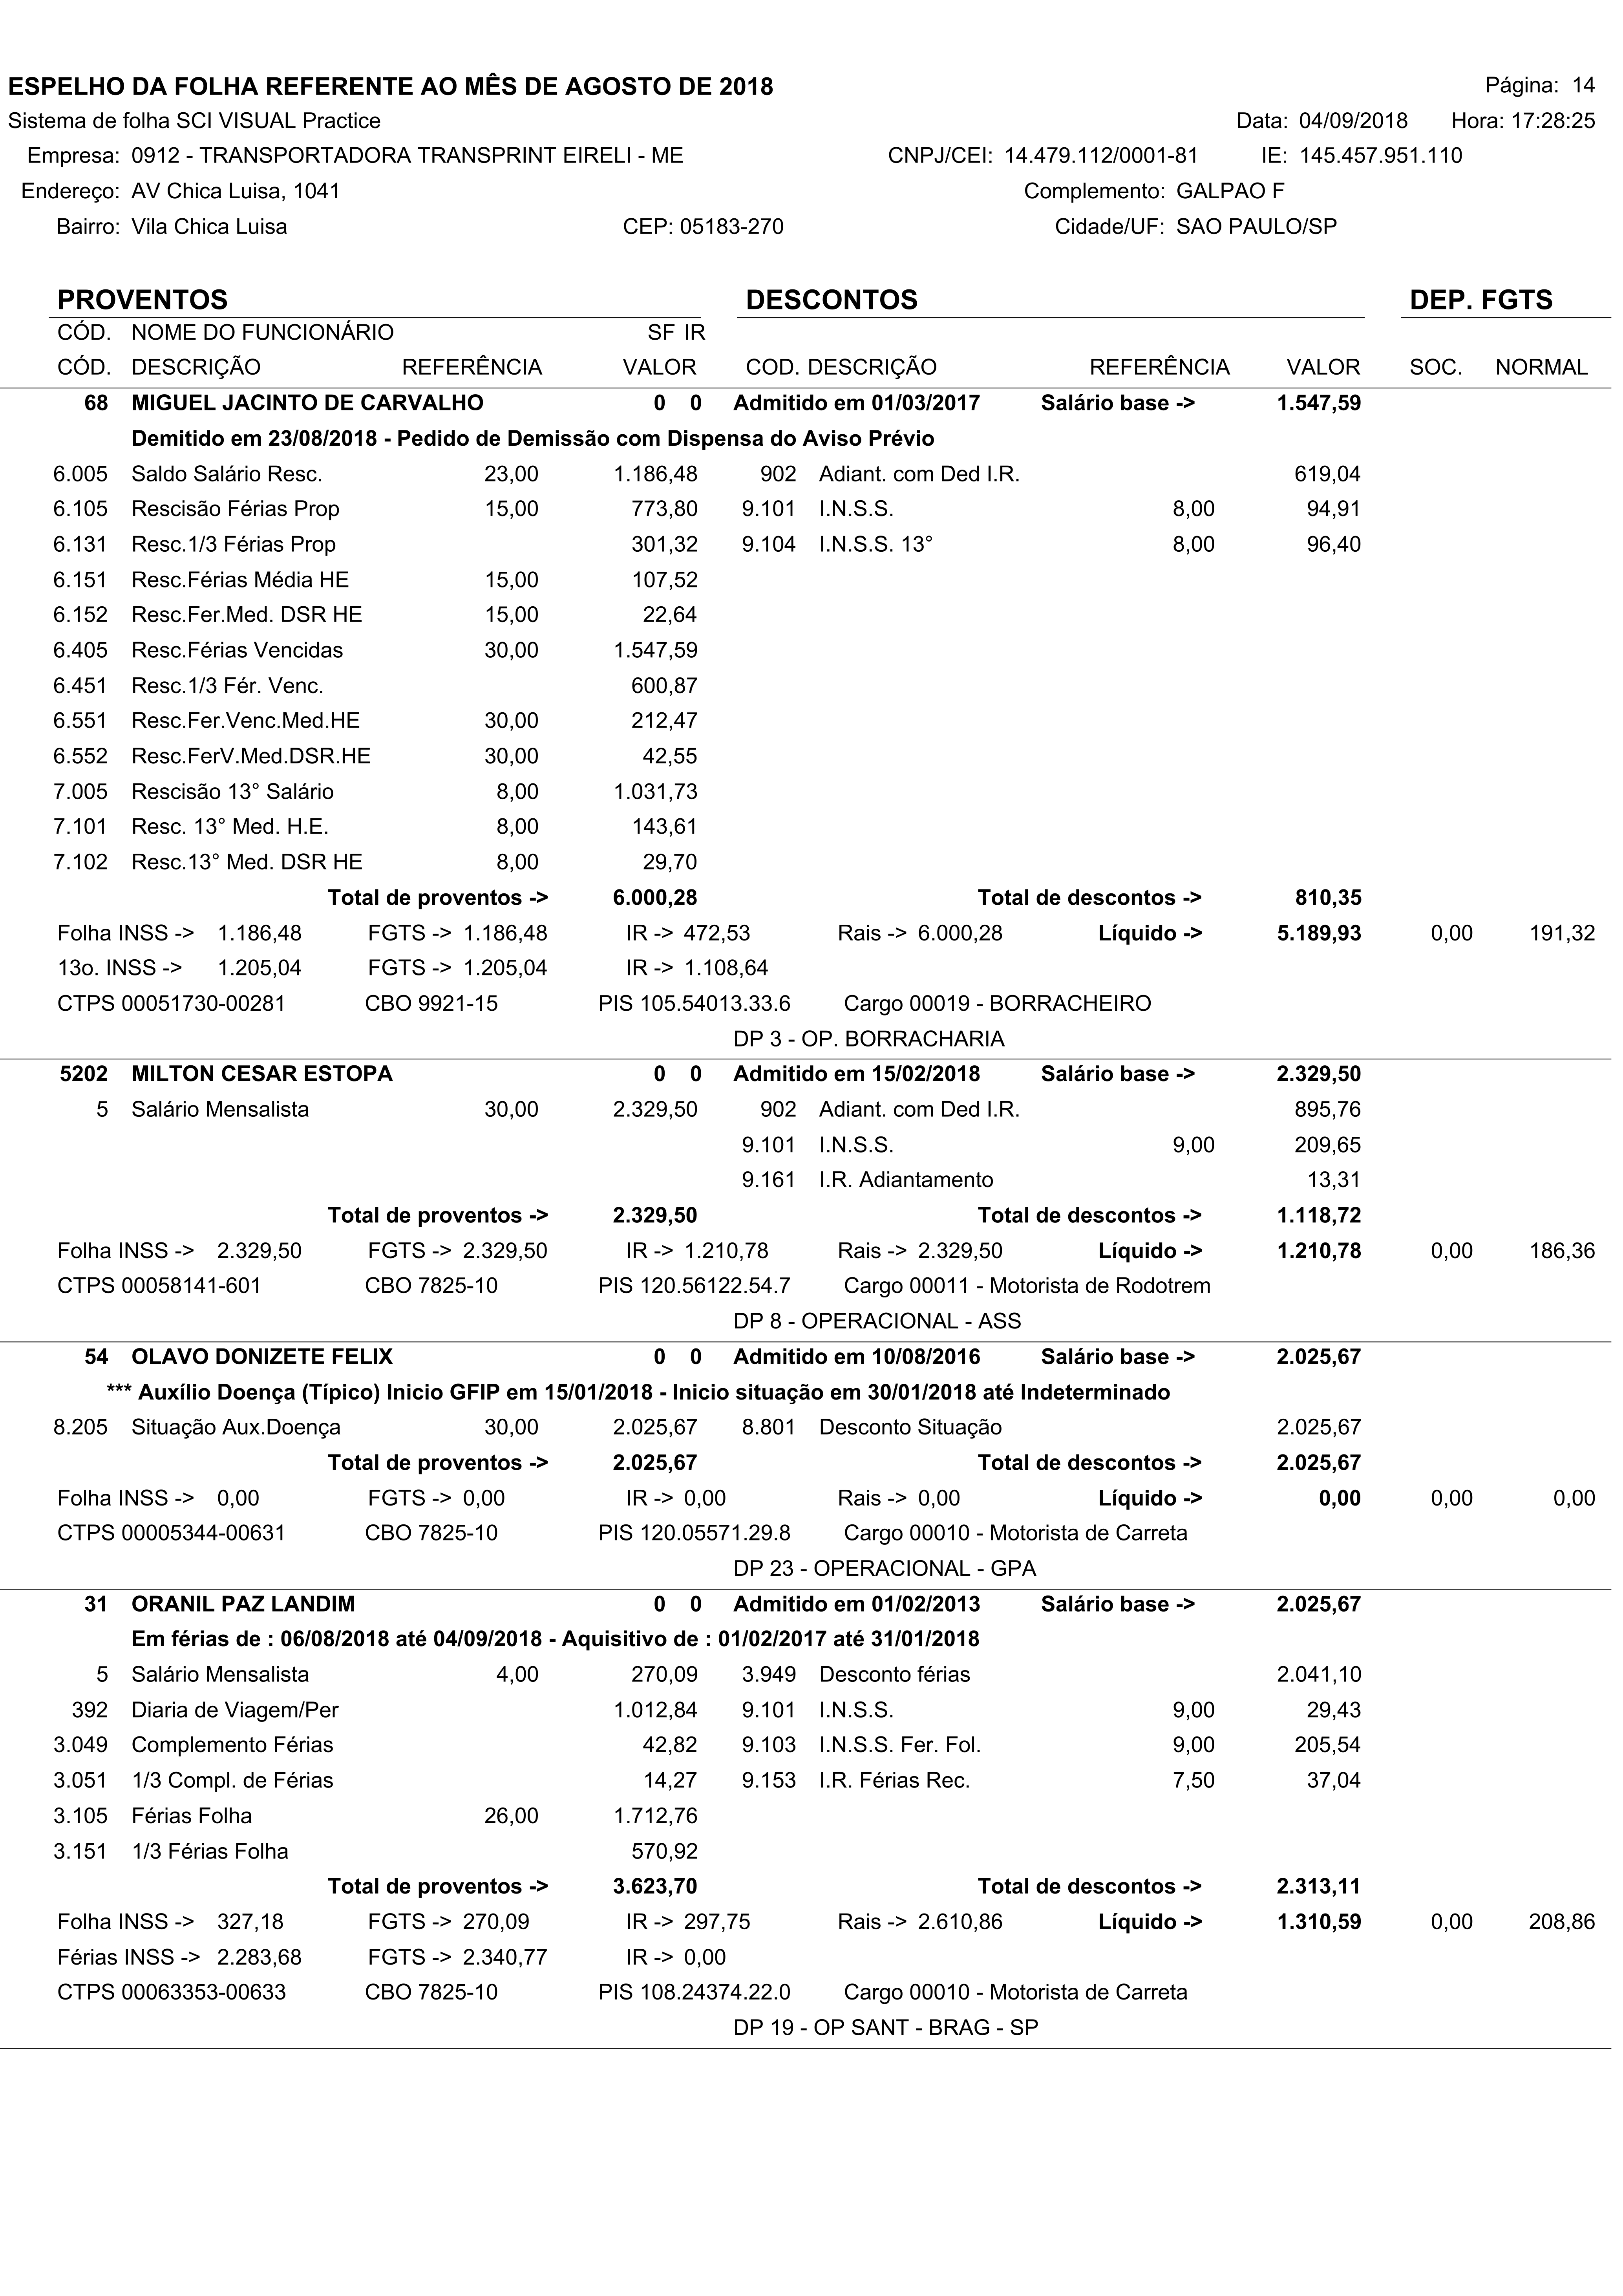 ESPELHO DA FOLHA REFERENTE AO MÊS DE AGOSTO DE 2018 Página: 14
Sistema de folha SCI VISUAL Practice Data: 04/09/2018 Hora: 17:28:25
Empresa: 0912 - TRANSPORTADORA TRANSPRINT EIRELI - ME CNPJ/CEI: 14.479.112/0001-81 IE: 145.457.951.110
Endereço: AV Chica Luisa, 1041 Complemento: GALPAO F
Bairro: Vila Chica Luisa CEP: 05183-270 Cidade/UF: SAO PAULO/SP
PROVENTOS DESCONTOS DEP. FGTS
CÓD. NOME DO FUNCIONÁRIO SF IR
CÓD. DESCRIÇÃO REFERÊNCIA VALOR COD. DESCRIÇÃO REFERÊNCIA VALOR SOC. NORMAL
68 MIGUEL JACINTO DE CARVALHO 0 0 Admitido em 01/03/2017 Salário base -> 1.547,59
Demitido em 23/08/2018 - Pedido de Demissão com Dispensa do Aviso Prévio
6.005 Saldo Salário Resc. 23,00 1.186,48 902 Adiant. com Ded I.R. 619,04
6.105 Rescisão Férias Prop 15,00 773,80 9.101 I.N.S.S. 8,00 94,91
6.131 Resc.1/3 Férias Prop 301,32 9.104 I.N.S.S. 13° 8,00 96,40
6.151 Resc.Férias Média HE 15,00 107,52
6.152 Resc.Fer.Med. DSR HE 15,00 22,64
6.405 Resc.Férias Vencidas 30,00 1.547,59
6.451 Resc.1/3 Fér. Venc. 600,87
6.551 Resc.Fer.Venc.Med.HE 30,00 212,47
6.552 Resc.FerV.Med.DSR.HE 30,00 42,55
7.005 Rescisão 13° Salário 8,00 1.031,73
7.101 Resc. 13° Med. H.E. 8,00 143,61
7.102 Resc.13° Med. DSR HE 8,00 29,70
Total de proventos -> 6.000,28 Total de descontos -> 810,35
Folha INSS -> 1.186,48 FGTS -> 1.186,48 IR -> 472,53 Rais -> 6.000,28 Líquido -> 5.189,93 0,00 191,32
13o. INSS -> 1.205,04 FGTS -> 1.205,04 IR -> 1.108,64
CTPS 00051730-00281 CBO 9921-15 PIS 105.54013.33.6 Cargo 00019 - BORRACHEIRO
DP 3 - OP. BORRACHARIA
5202 MILTON CESAR ESTOPA 0 0 Admitido em 15/02/2018 Salário base -> 2.329,50
5 Salário Mensalista 30,00 2.329,50 902 Adiant. com Ded I.R. 895,76
9.101 I.N.S.S. 9,00 209,65
9.161 I.R. Adiantamento 13,31
Total de proventos -> 2.329,50 Total de descontos -> 1.118,72
Folha INSS -> 2.329,50 FGTS -> 2.329,50 IR -> 1.210,78 Rais -> 2.329,50 Líquido -> 1.210,78 0,00 186,36
CTPS 00058141-601 CBO 7825-10 PIS 120.56122.54.7 Cargo 00011 - Motorista de Rodotrem
DP 8 - OPERACIONAL - ASS
54 OLAVO DONIZETE FELIX 0 0 Admitido em 10/08/2016 Salário base -> 2.025,67
*** Auxílio Doença (Típico) Inicio GFIP em 15/01/2018 - Inicio situação em 30/01/2018 até Indeterminado
8.205 Situação Aux.Doença 30,00 2.025,67 8.801 Desconto Situação 2.025,67
Total de proventos -> 2.025,67 Total de descontos -> 2.025,67
Folha INSS -> 0,00 FGTS -> 0,00 IR -> 0,00 Rais -> 0,00 Líquido -> 0,00 0,00 0,00
CTPS 00005344-00631 CBO 7825-10 PIS 120.05571.29.8 Cargo 00010 - Motorista de Carreta
DP 23 - OPERACIONAL - GPA
31 ORANIL PAZ LANDIM 0 0 Admitido em 01/02/2013 Salário base -> 2.025,67
Em férias de : 06/08/2018 até 04/09/2018 - Aquisitivo de : 01/02/2017 até 31/01/2018
5 Salário Mensalista 4,00 270,09 3.949 Desconto férias 2.041,10
392 Diaria de Viagem/Per 1.012,84 9.101 I.N.S.S. 9,00 29,43
3.049 Complemento Férias 42,82 9.103 I.N.S.S. Fer. Fol. 9,00 205,54
3.051 1/3 Compl. de Férias 14,27 9.153 I.R. Férias Rec. 7,50 37,04
3.105 Férias Folha 26,00 1.712,76
3.151 1/3 Férias Folha 570,92
Total de proventos -> 3.623,70 Total de descontos -> 2.313,11
Folha INSS -> 327,18 FGTS -> 270,09 IR -> 297,75 Rais -> 2.610,86 Líquido -> 1.310,59 0,00 208,86
Férias INSS -> 2.283,68 FGTS -> 2.340,77 IR -> 0,00
CTPS 00063353-00633 CBO 7825-10 PIS 108.24374.22.0 Cargo 00010 - Motorista de Carreta
DP 19 - OP SANT - BRAG - SP